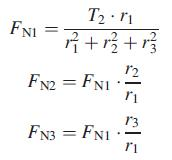 F_N1 = T_2 · r_1 / (r_1^2 + r_2^2 + r_3^2)
F_N2 = F_N1 · r_2 / r_1
F_N3 = F_N1 · r_3 / r_1